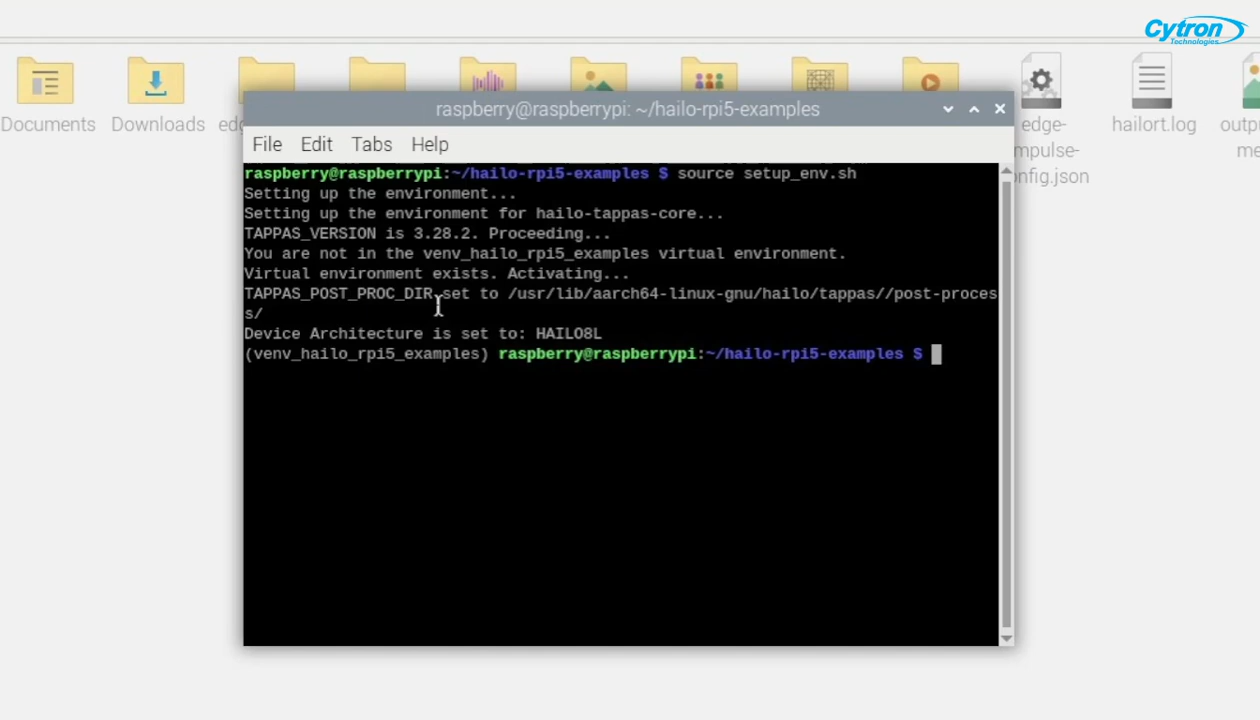 Cytron
Technologies
raspberry@raspberrypi: ~/hailo-rpi5-examples
Documents
Downloads
hailort.log
edge-
config.json
File Edit Tabs Help
raspberry@raspberrypi:~/hailo-rpi5-examples $ source setup_env.sh
Setting up the environment...
Setting up the environment for hailo-tappas-core...
TAPPAS_VERSION is 3.28.2. Proceeding...
You are not in the venv_hailo_rpi5_examples virtual environment.
Virtual environment exists. Activating...
TAPPAS_POST_PROC_DIR set to /usr/lib/aarch64-linux-gnu/hailo/tappas//post-proces
s/
Device Architecture is set to: HAILO8L
(venv_hailo_rpi5_examples) raspberry@raspberrypi:~/hailo-rpi5-examples $